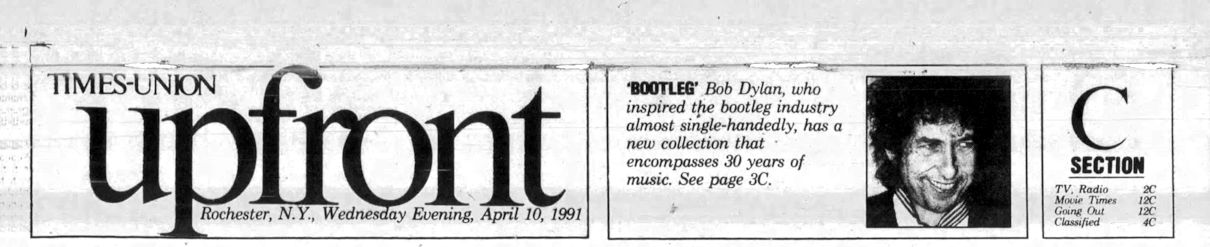 TIMES-UNION
upfront
Rochester, N.Y., Wednesday Evening, April 10, 1991
'BOOTLEG' Bob Dylan, who
inspired the bootleg industry
almost single-handedly, has a
new collection that
encompasses 30 years of
music. See page 3C.
C
SECTION
TV, Radio 2C
Movie Times 12C
Going Out 12C
Classified 4C